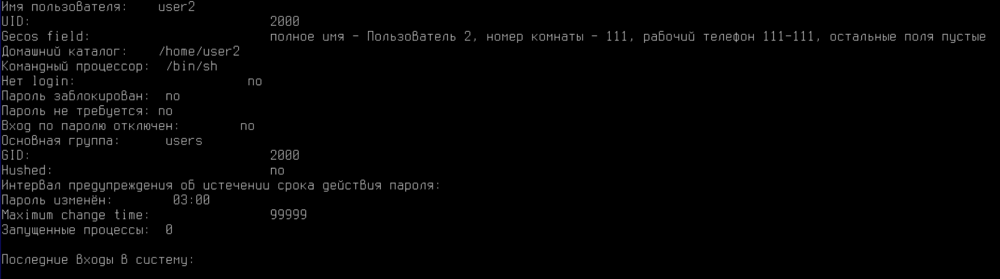 Имя пользователя: user2
UID: 2000
Gecos field: полное имя - Пользователь 2, номер комнаты - 111, рабочий телефон 111-111, остальные поля пустые
Домашний каталог: /home/user2
Командный процессор: /bin/sh
Нет login: no
Пароль заблокирован: no
Пароль не требуется: no
Вход по паролю отключен: no
Основная группа: users
GID: 2000
Hushed: no
Интервал предупреждения об истечении срока действия пароля:
Пароль изменён: 03:00
Maximum change time: 99999
Запущенные процессы: 0
Последние входы в систему: